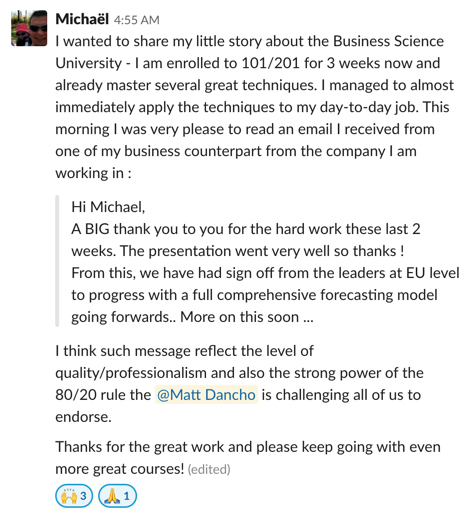 Michaël 4:55 AM
I wanted to share my little story about the Business Science
University - I am enrolled to 101/201 for 3 weeks now and
already master several great techniques. I managed to almost
immediately apply the techniques to my day-to-day job. This
morning I was very please to read an email I received from
one of my business counterpart from the company I am
working in :
Hi Michael,
A BIG thank you to you for the hard work these last 2
weeks. The presentation went very well so thanks !
From this, we have had sign off from the leaders at EU level
to progress with a full comprehensive forecasting model
going forwards.. More on this soon ...
I think such message reflect the level of
quality/professionalism and also the strong power of the
80/20 rule the @Matt Dancho is challenging all of us to
endorse.
Thanks for the great work and please keep going with even
more great courses! (edited)
🙌 3 🙏 1